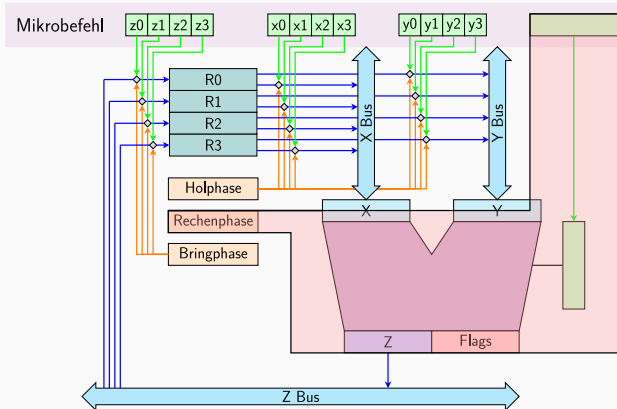 Mikrobefehl
z0 z1 z2 z3
x0 x1 x2 x3
y0 y1 y2 y3
R0
R1
R2
R3
X Bus
Y Bus
Holphase
Rechenphase
Bringphase
X
Y
Z
Flags
Z Bus